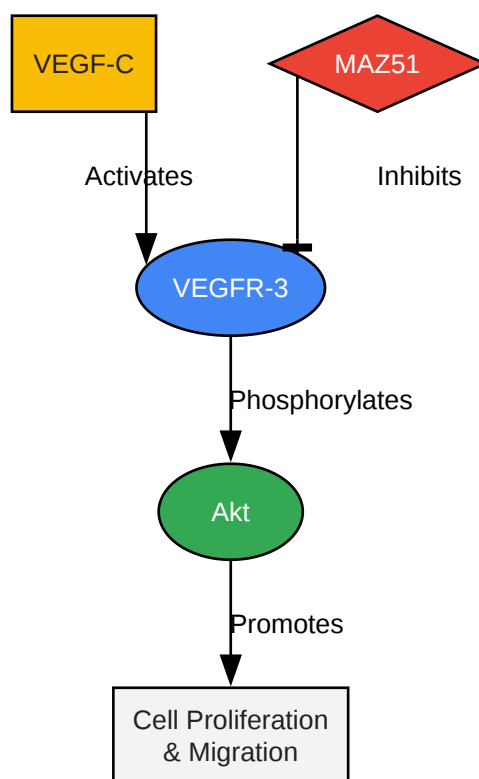 VEGF-C
MAZ51
Activates
Inhibits
VEGFR-3
Phosphorylates
Akt
Promotes
Cell Proliferation
& Migration